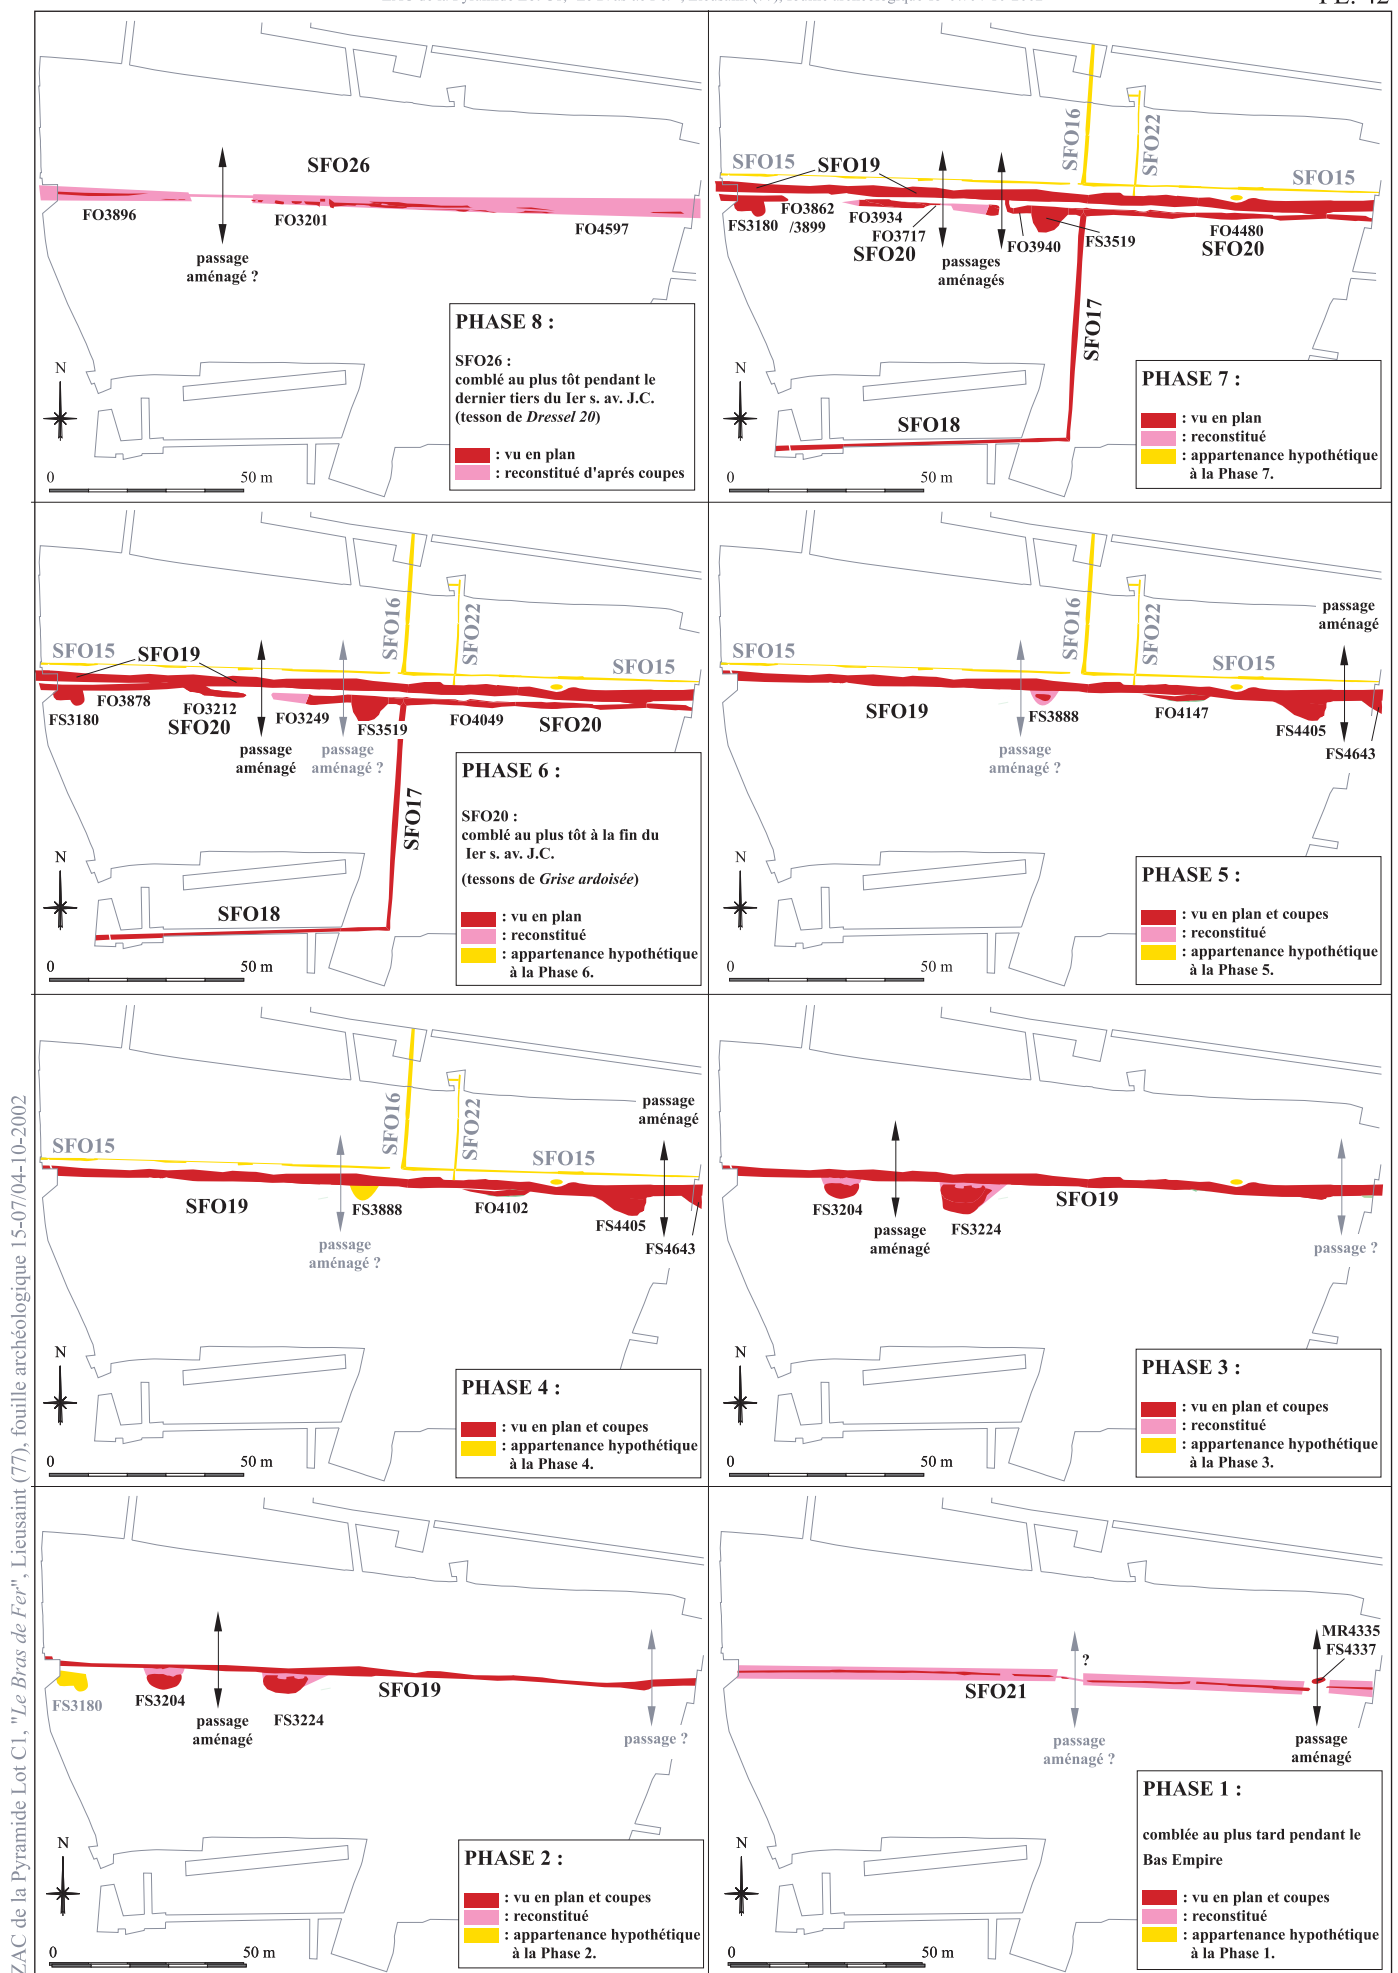 PL. 42
SFO26
FO3896
FO3201
FO4597
passage
aménagé ?
PHASE 8 :
SFO26 :
comblé au plus tôt pendant le
dernier tiers du Ier s. av. J.C.
(tesson de Dressel 20)
: vu en plan
: reconstitué d'aprés coupes
N
0
50 m
SFO16
SFO22
SFO15
SFO19
SFO15
FS3180
FO3862
/3899
FO3934
FO3717
SFO20
passages
aménagés
FO3940
FS3519
FO4480
SFO20
SFO17
SFO18
PHASE 7 :
: vu en plan
: reconstitué
: appartenance hypothétique
à la Phase 7.
N
0
50 m
SFO16
SFO22
SFO15
SFO19
SFO15
FS3180
FO3878
FO3212
SFO20
FO3249
FS3519
FO4049
SFO20
passage
aménagé
passage
aménagé ?
SFO17
SFO18
PHASE 6 :
SFO20 :
comblé au plus tôt à la fin du
Ier s. av. J.C.
(tessons de Grise ardoisée)
: vu en plan
: reconstitué
: appartenance hypothétique
à la Phase 6.
N
0
50 m
passage
aménagé
SFO16
SFO22
SFO15
SFO15
SFO19
FS3888
FO4147
FS4405
FS4643
passage
aménagé ?
PHASE 5 :
: vu en plan et coupes
: reconstitué
: appartenance hypothétique
à la Phase 5.
N
0
50 m
passage
aménagé
SFO16
SFO22
SFO15
SFO15
SFO19
FS3888
FO4102
FS4405
FS4643
passage
aménagé ?
PHASE 4 :
: vu en plan et coupes
: appartenance hypothétique
à la Phase 4.
N
0
50 m
FS3204
passage
aménagé
FS3224
SFO19
passage ?
PHASE 3 :
: vu en plan et coupes
: reconstitué
: appartenance hypothétique
à la Phase 3.
N
0
50 m
FS3180
FS3204
passage
aménagé
FS3224
SFO19
passage ?
PHASE 2 :
: vu en plan et coupes
: reconstitué
: appartenance hypothétique
à la Phase 2.
N
0
50 m
MR4335
FS4337
?
SFO21
passage
aménagé ?
passage
aménagé
PHASE 1 :
comblée au plus tard pendant le
Bas Empire
: vu en plan et coupes
: reconstitué
: appartenance hypothétique
à la Phase 1.
N
0
50 m
ZAC de la Pyramide Lot C1, "Le Bras de Fer", Lieusaint (77), fouille archéologique 15-07/04-10-2002